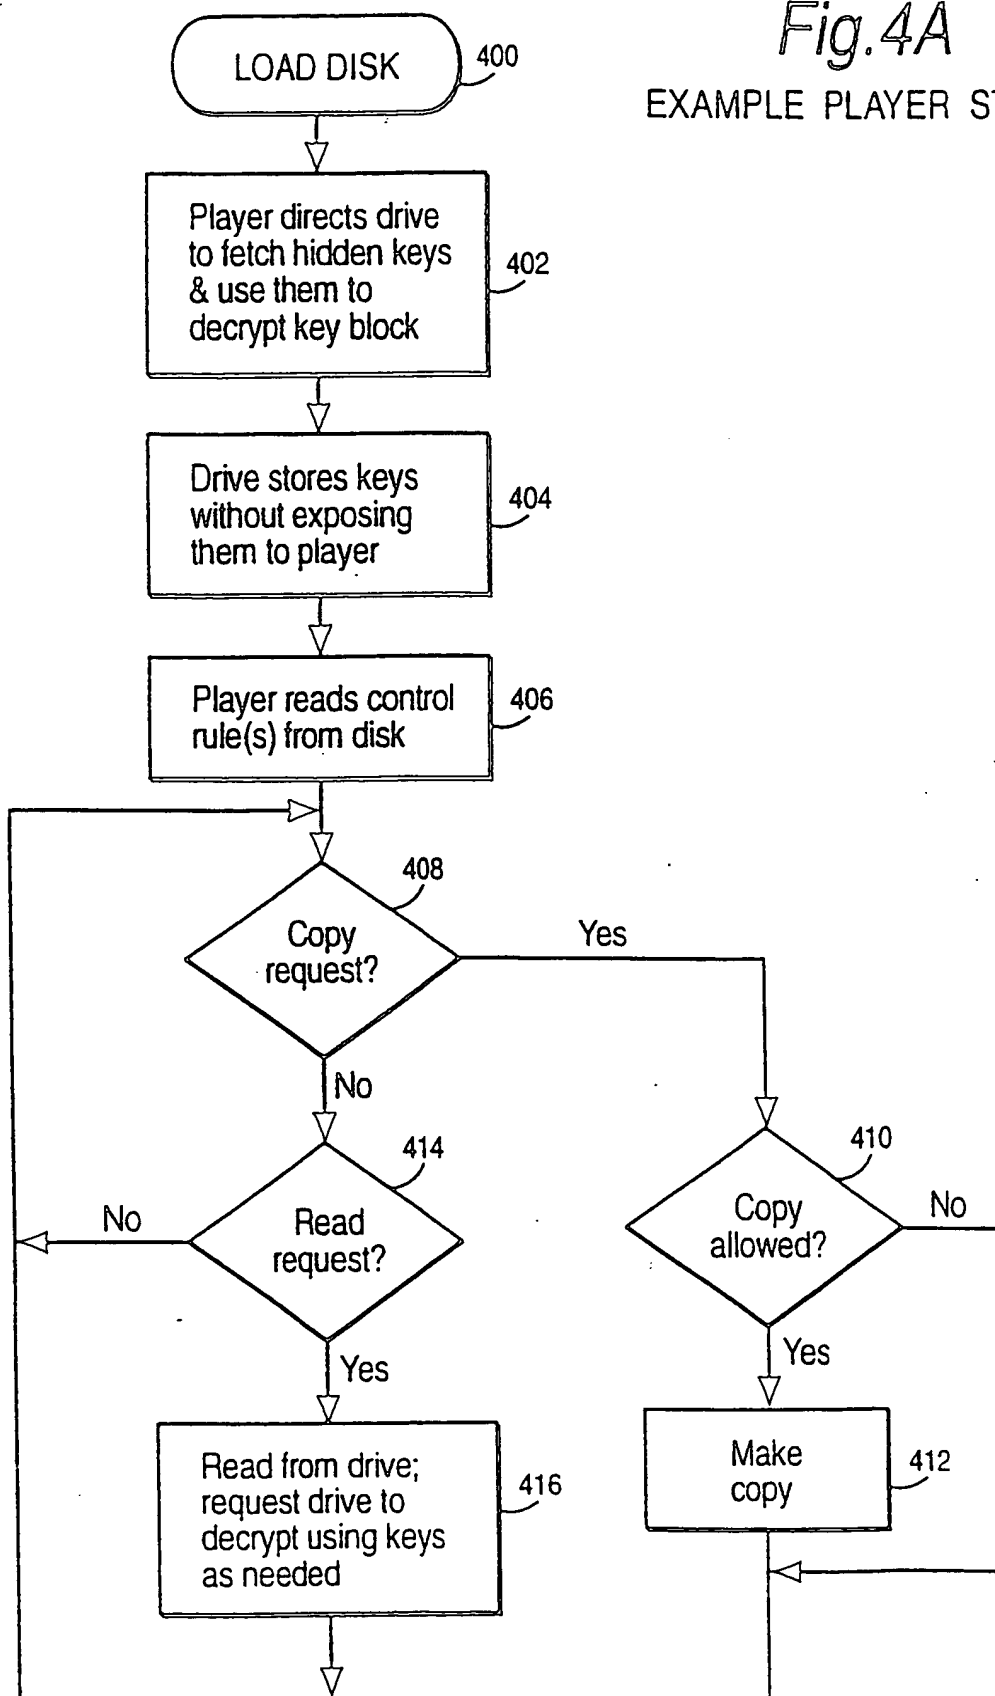 Fig.4A
EXAMPLE PLAYER
LOAD DISK
400
Player directs drive
to fetch hidden keys
& use them to
decrypt key block
402
Drive stores keys
without exposing
them to player
404
Player reads control
rule(s) from disk
406
Copy
request?
408
Yes
No
Read
request?
414
No
Yes
Copy
allowed?
410
No
Yes
Make
copy
412
Read from drive;
request drive to
decrypt using keys
as needed
416